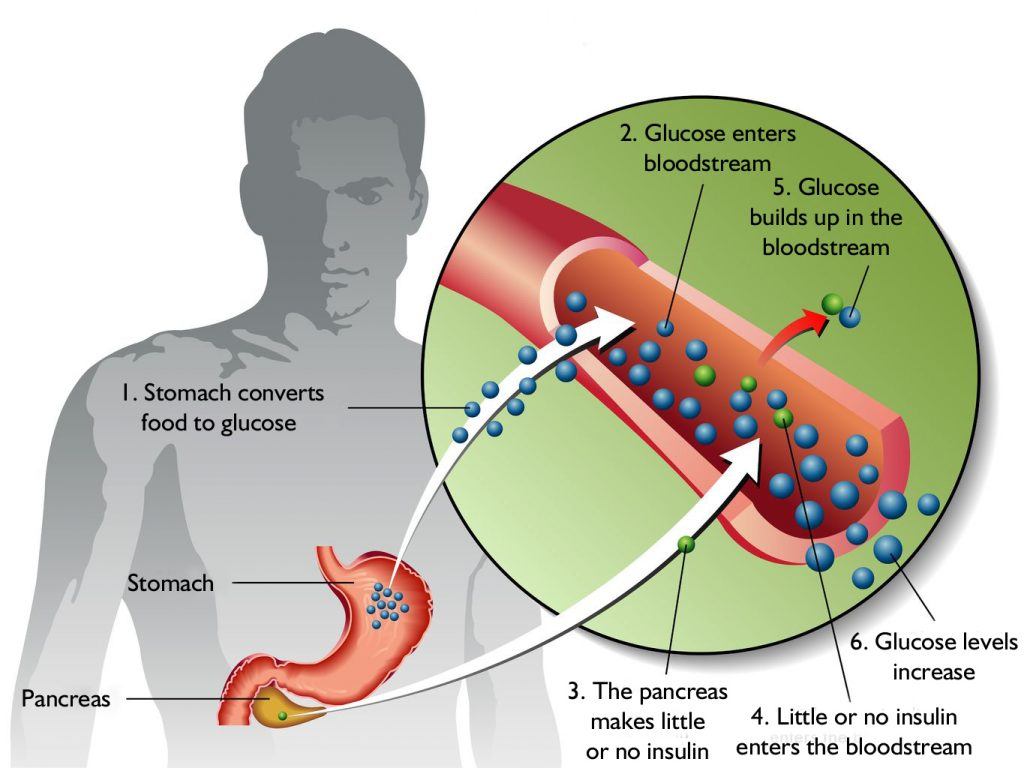 2. Glucose enters
bloodstream
5. Glucose
builds up in the
bloodstream
1. Stomach converts
food to glucose
Stomach
Pancreas
3. The pancreas
makes little
or no insulin
4. Little or no insulin
enters the bloodstream
6. Glucose levels
increase